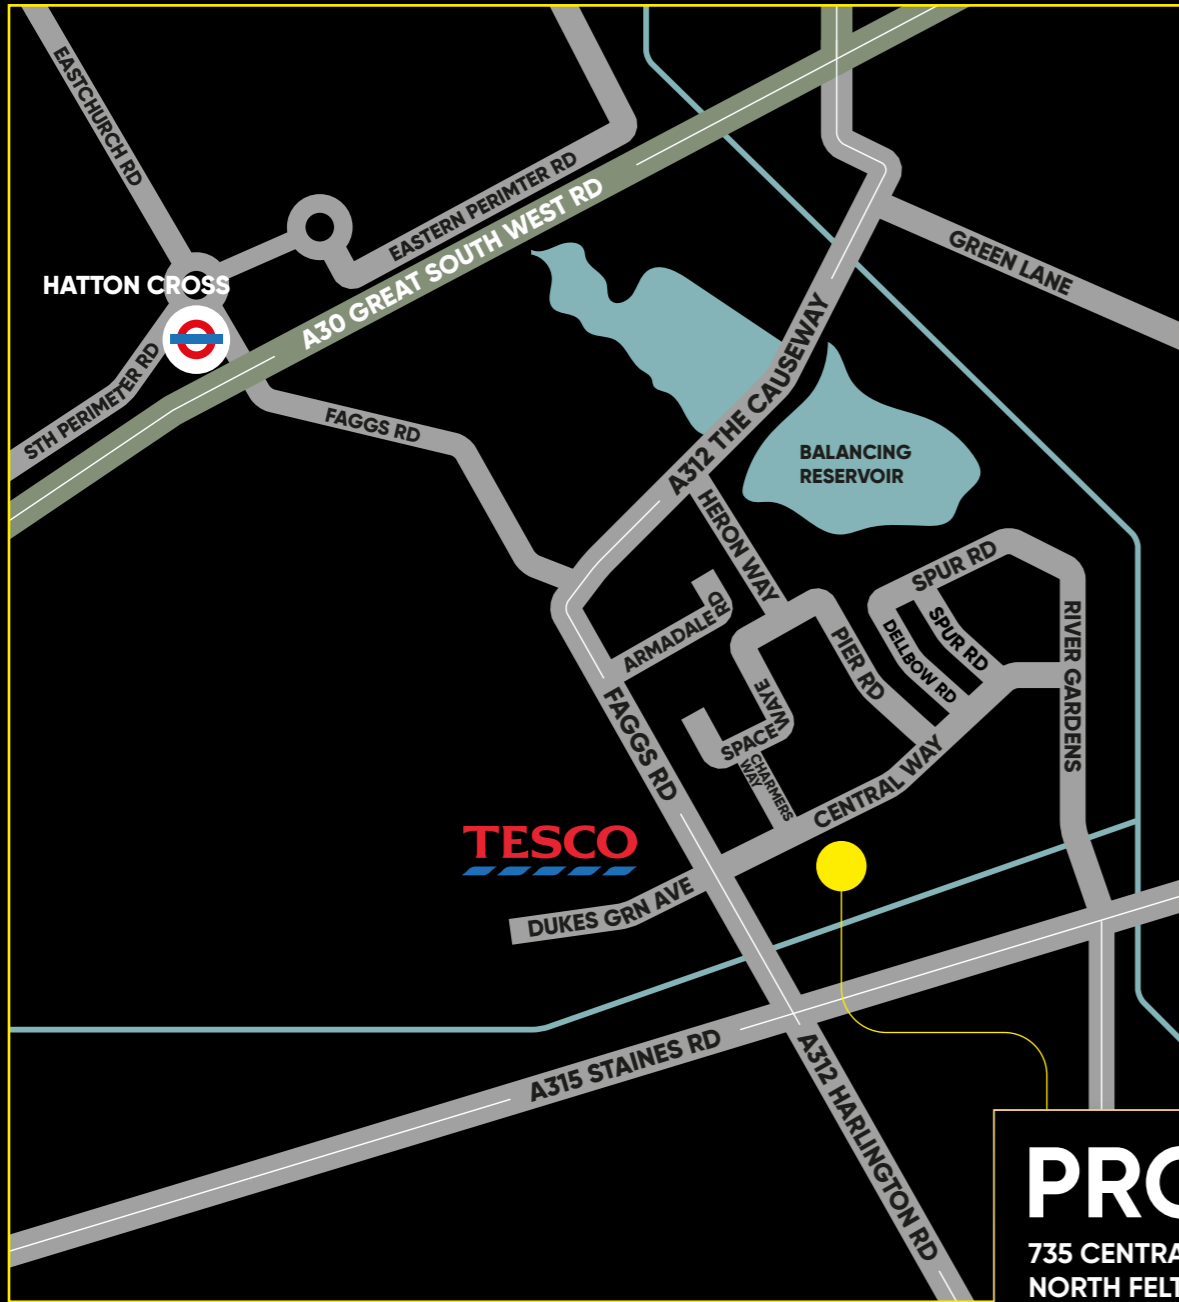 EASTCHURCH RD
EASTERN PERIMTER RD
A30 GREAT SOUTH WEST RD
GREEN LANE
HATTON CROSS
STH PERIMETER RD
FAGGS RD
A312 THE CAUSEWAY
BALANCING
RESERVOIR
HERON WAY
SPUR RD
ARMADALE RD
PIER RD
DELLBOW RD
SPUR RD
RIVER GARDENS
SPACE WAYE
FAGGS RD
CHARMERS
WAY
CENTRAL WAY
TESCO
DUKES GRN AVE
A315 STAINES RD
A312 HARLINGTON RD
735 CENTRA
NORTH FELT